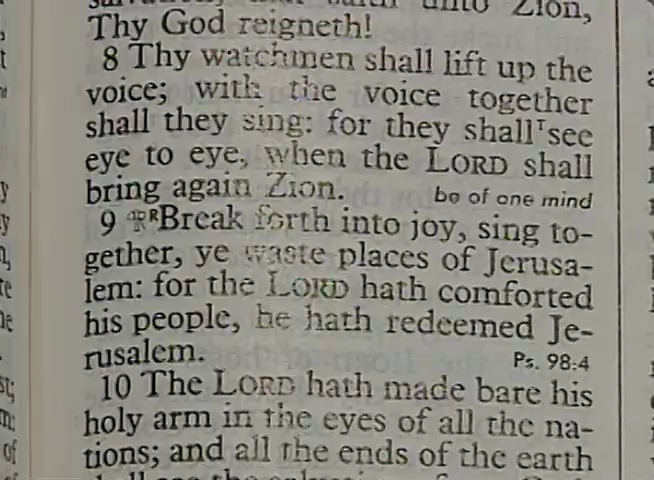 unto Zion,
Thy God reigneth!
8 Thy watchmen shall lift up the
voice; with the voice together
shall they sing: for they shall ᵀsee
eye to eye, when the LORD shall
bring again Zion. be of one mind
9 ᵀᴿBreak forth into joy, sing to-
gether, ye waste places of Jerusa-
lem: for the LORD hath comforted
his people, he hath redeemed Je-
rusalem. Ps. 98:4
10 The LORD hath made bare his
holy arm in the eyes of all the na-
tions; and all the ends of the earth